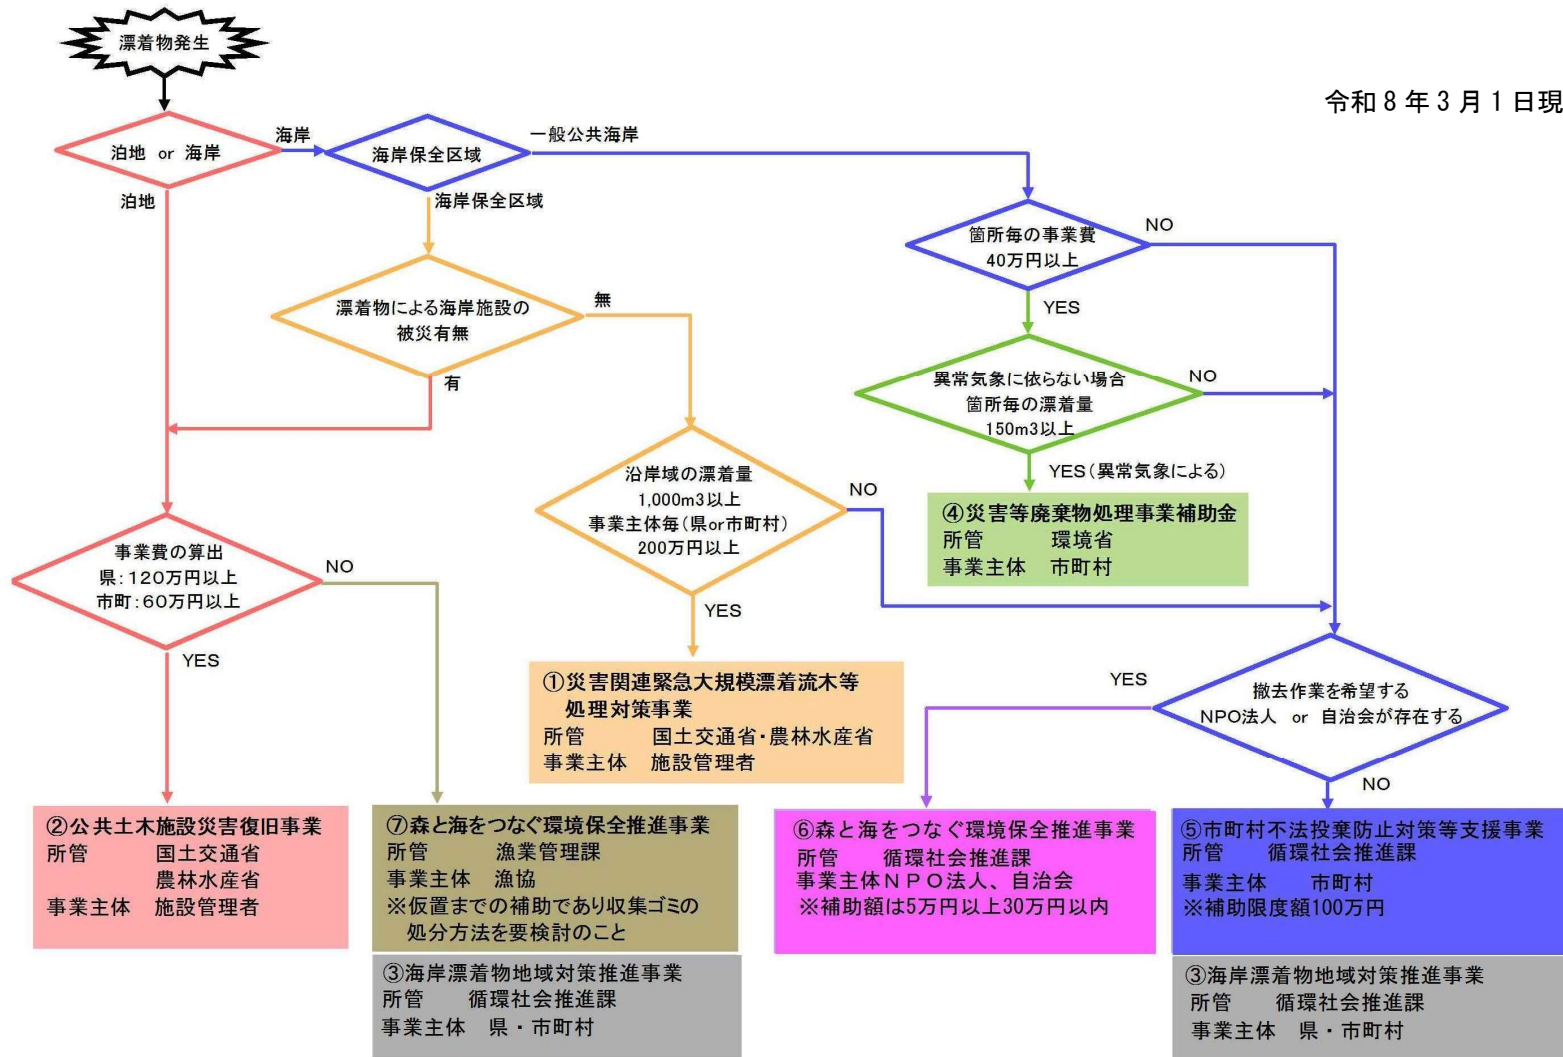 漂着物発生
令和8年3月1日現
泊地 or 海岸
海岸
海岸保全区域
一般公共海岸
泊地
海岸保全区域
箇所毎の事業費
40万円以上
NO
YES
漂着物による海岸施設の
被災有無
無
有
異常気象に依らない場合
箇所毎の漂着量
150m3以上
NO
YES(異常気象による)
沿岸域の漂着量
1,000m3以上
事業主体毎(県or市町村)
200万円以上
NO
YES
④災害等廃棄物処理事業補助金
所管 環境省
事業主体 市町村
事業費の算出
県:120万円以上
市町:60万円以上
NO
YES
①災害関連緊急大規模漂着流木等
処理対策事業
所管 国土交通省・農林水産省
事業主体 施設管理者
撤去作業を希望する
NPO法人 or 自治会が存在する
YES
NO
②公共土木施設災害復旧事業
所管 国土交通省
農林水産省
事業主体 施設管理者
⑦森と海をつなぐ環境保全推進事業
所管 漁業管理課
事業主体 漁協
※仮置までの補助であり収集ゴミの
処分方法を要検討のこと
③海岸漂着物地域対策推進事業
所管 循環社会推進課
事業主体 県・市町村
⑥森と海をつなぐ環境保全推進事業
所管 循環社会推進課
事業主体NPO法人、自治会
※補助額は5万円以上30万円以内
⑤市町村不法投棄防止対策等支援事業
所管 循環社会推進課
事業主体 市町村
※補助限度額100万円
③海岸漂着物地域対策推進事業
所管 循環社会推進課
事業主体 県・市町村